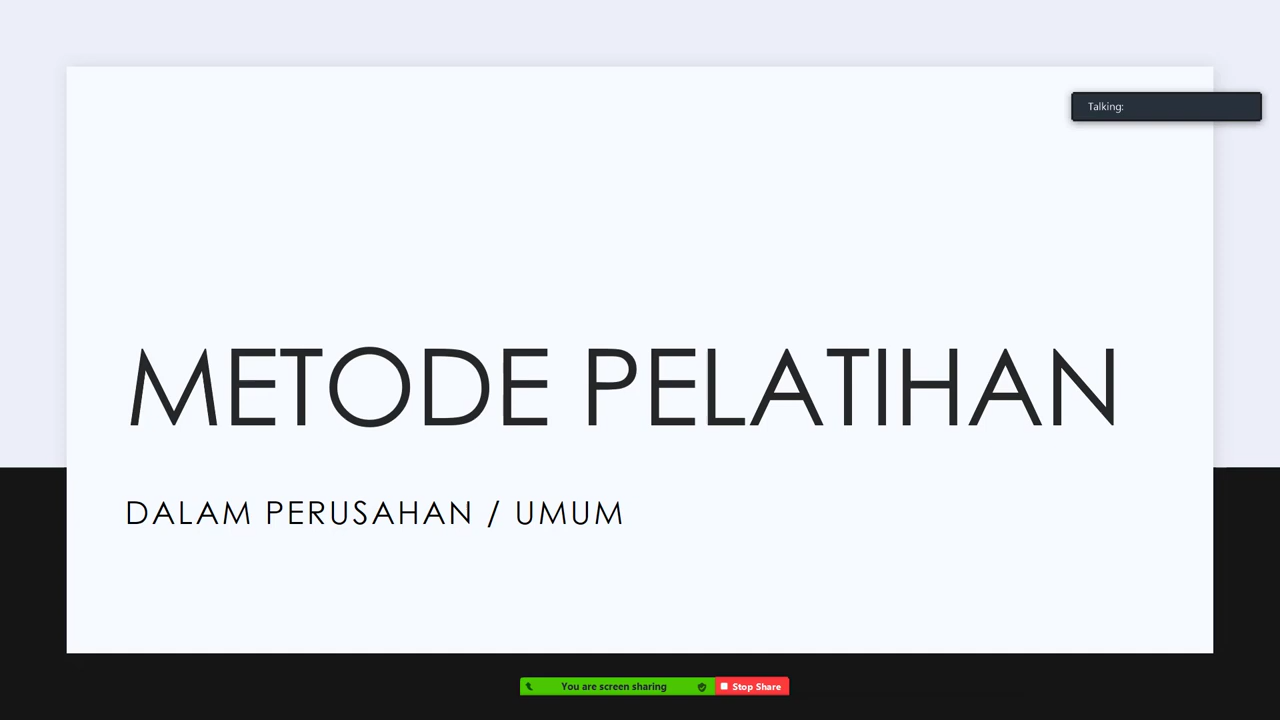 Talking:
METODE PELATIHAN
DALAM PERUSAHAN / UMUM
You are screen sharing
Stop Share